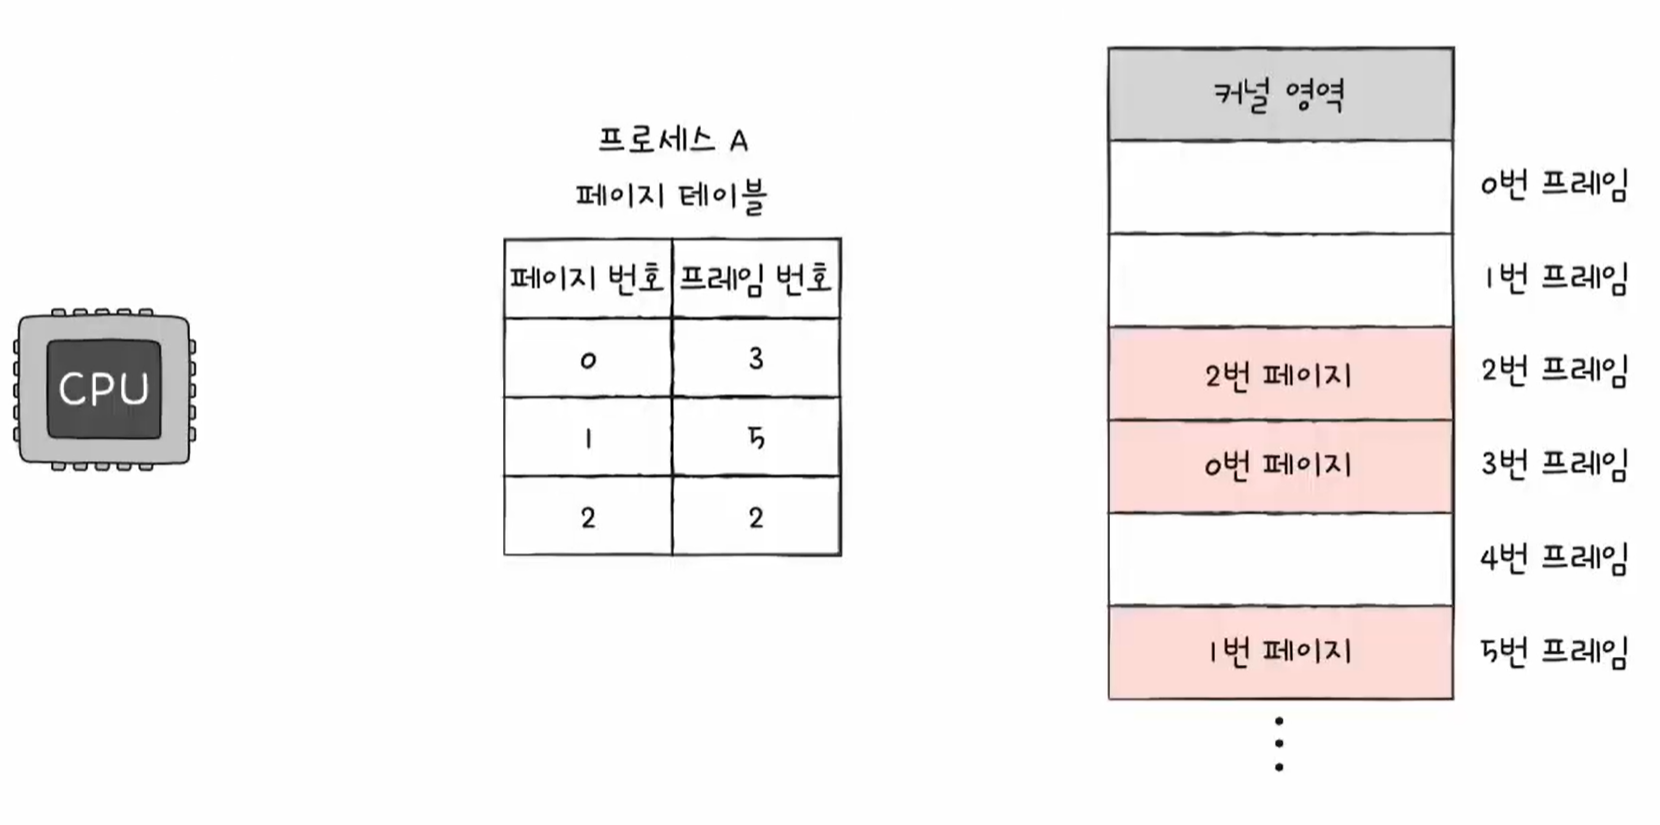 CPU
프로세스 A
페이지 테이블
페이지 번호 프레임 번호
0 3
1 5
2 2
커널 영역
0번 프레임
1번 프레임
2번 페이지 2번 프레임
0번 페이지 3번 프레임
4번 프레임
1번 페이지 5번 프레임